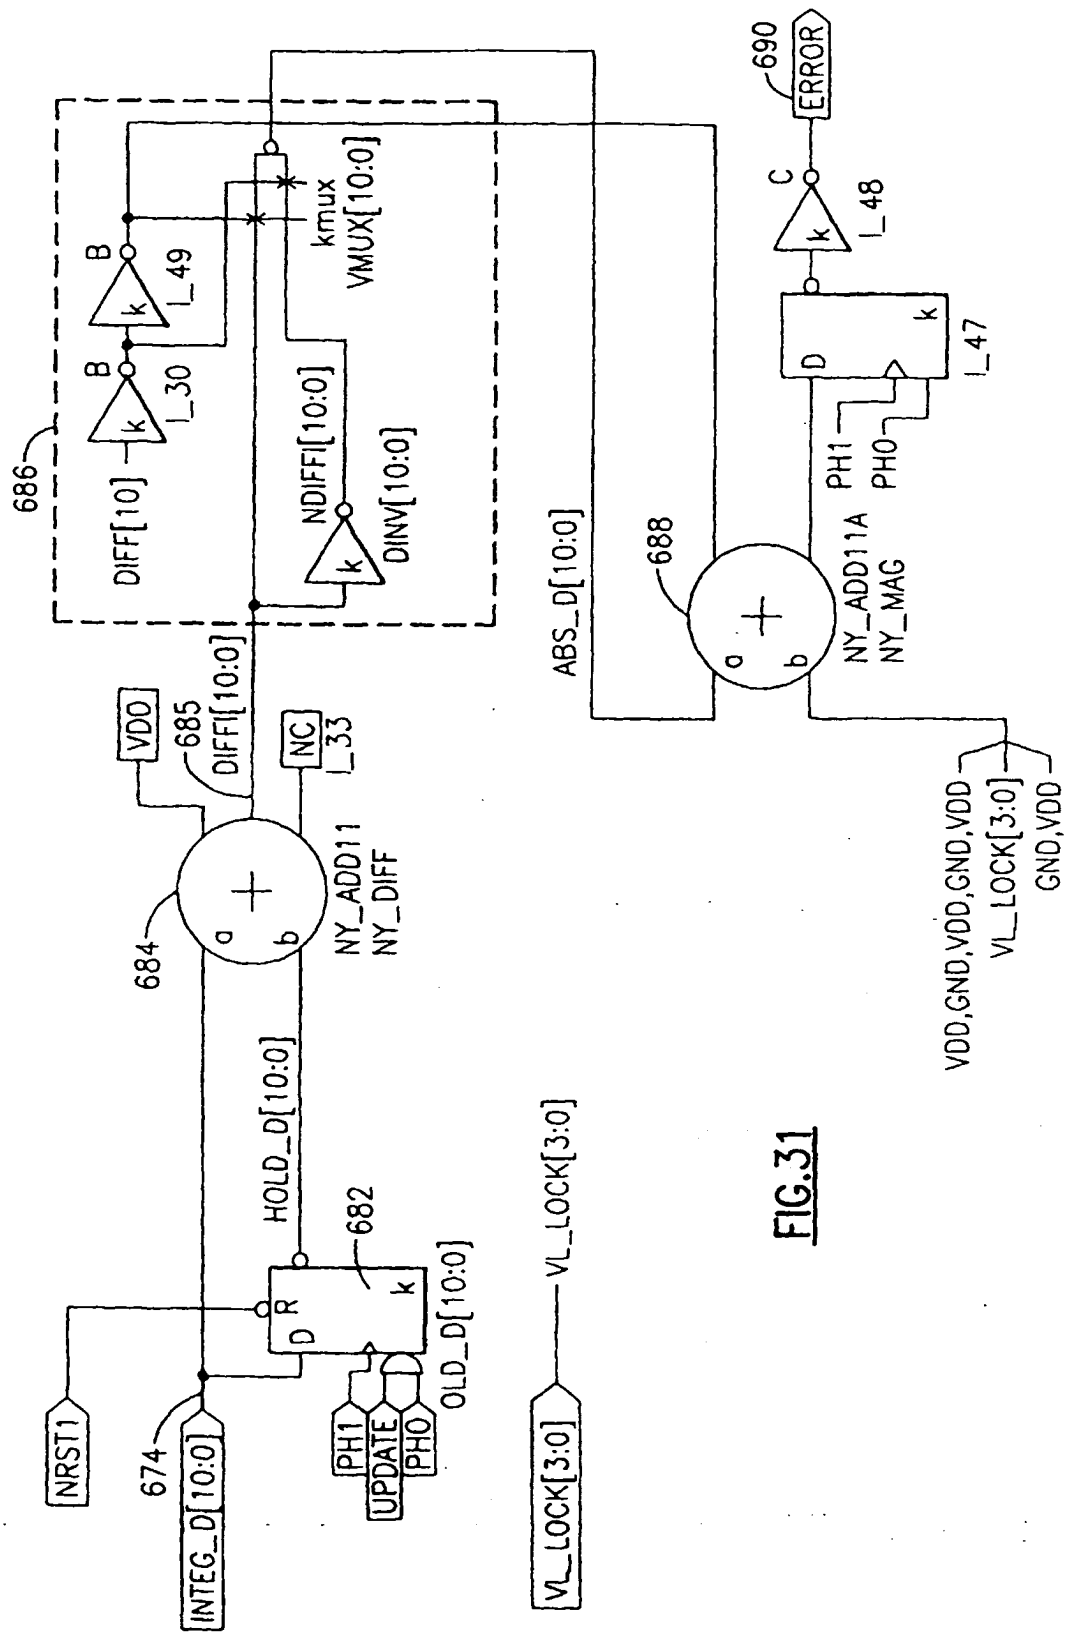 NRST1
674
INTEG_D[10:0]
R
D
k
682
OLD_D[10:0]
PH1
UPDATE
PH0
HOLD_D[10:0]
684
a
b
+
NY_ADD11
NY_DIFF
VDD
685
DIFFI[10:0]
NC
I_33
686
DIFF[10]
k
B
I_30
k
B
I_49
NDIFFI[10:0]
k
DINV[10:0]
kmux
VMUX[10:0]
ABS_D[10:0]
688
a
b
+
NY_ADD11A
NY_MAG
PH1
PH0
D
k
I_47
k
C
I_48
690
ERROR
VDD,GND,VDD,GND,VDD
VL_LOCK[3:0]
GND,VDD
VL_LOCK[3:0]
VL_LOCK[3:0]
FIG.31